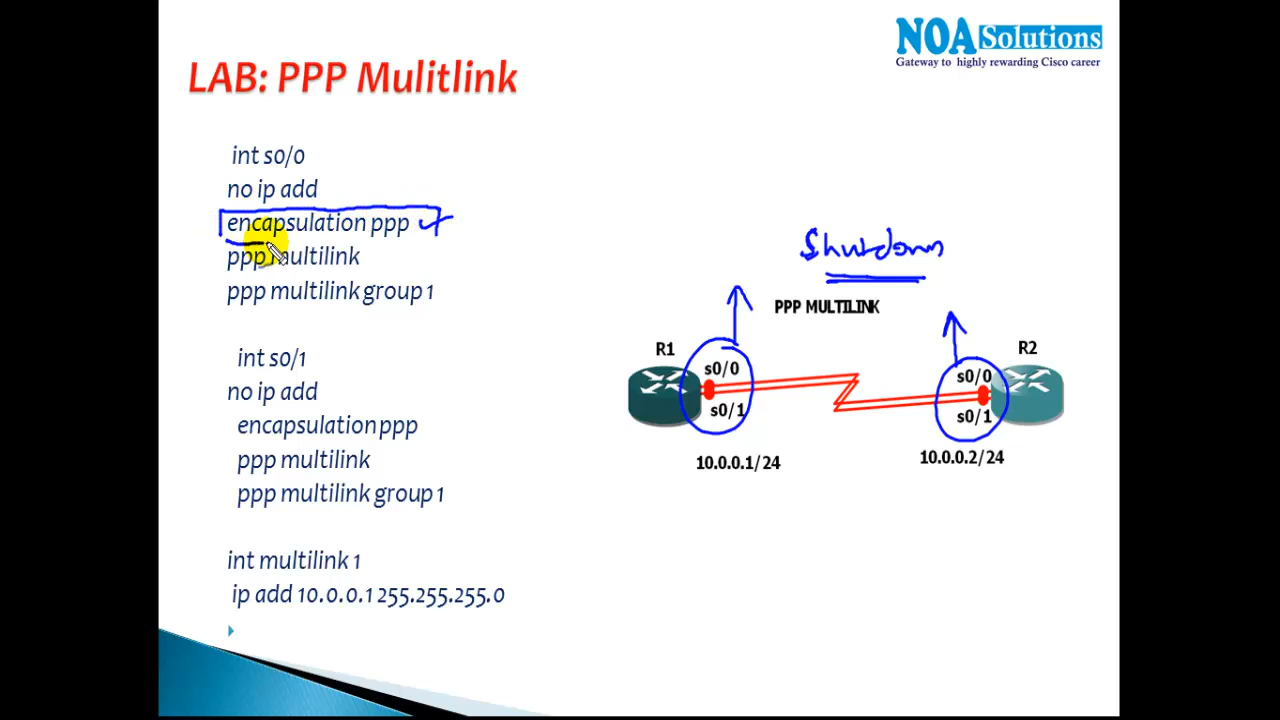 NOA Solutions
Gateway to highly rewarding Cisco career
LAB: PPP Mulitlink
int s0/0
no ip add
encapsulation ppp
ppp multilink
ppp multilink group 1
int s0/1
no ip add
encapsulation ppp
ppp multilink
ppp multilink group 1
int multilink 1
ip add 10.0.0.1 255.255.255.0
Shutdown
PPP MULTILINK
R1
R2
s0/0
s0/0
s0/1
s0/1
10.0.0.1/24
10.0.0.2/24